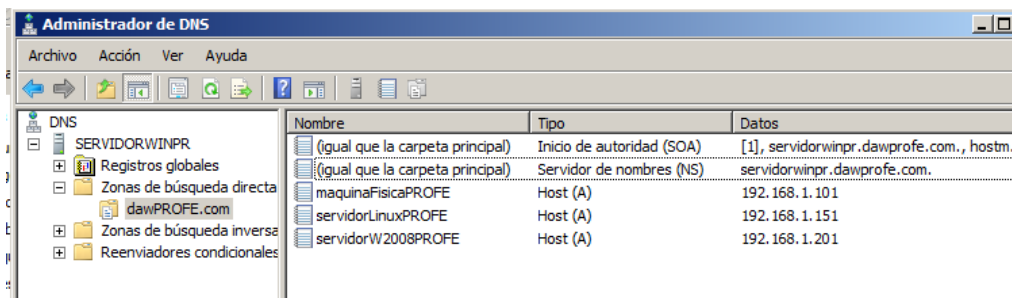 Administrador de DNS
Archivo Acción Ver Ayuda
DNS
SERVIDORWINPR
Registros globales
Zonas de búsqueda directa
dawPROFE.com
Zonas de búsqueda inversa
Reenviadores condicionales
Nombre Tipo Datos
(igual que la carpeta principal) Inicio de autoridad (SOA) [1], servidorwinpr.dawprofe.com., hostm.
(igual que la carpeta principal) Servidor de nombres (NS) servidorwinpr.dawprofe.com.
maquinaFisicaPROFE Host (A) 192.168.1.101
servidorLinuxPROFE Host (A) 192.168.1.151
servidorW2008PROFE Host (A) 192.168.1.201